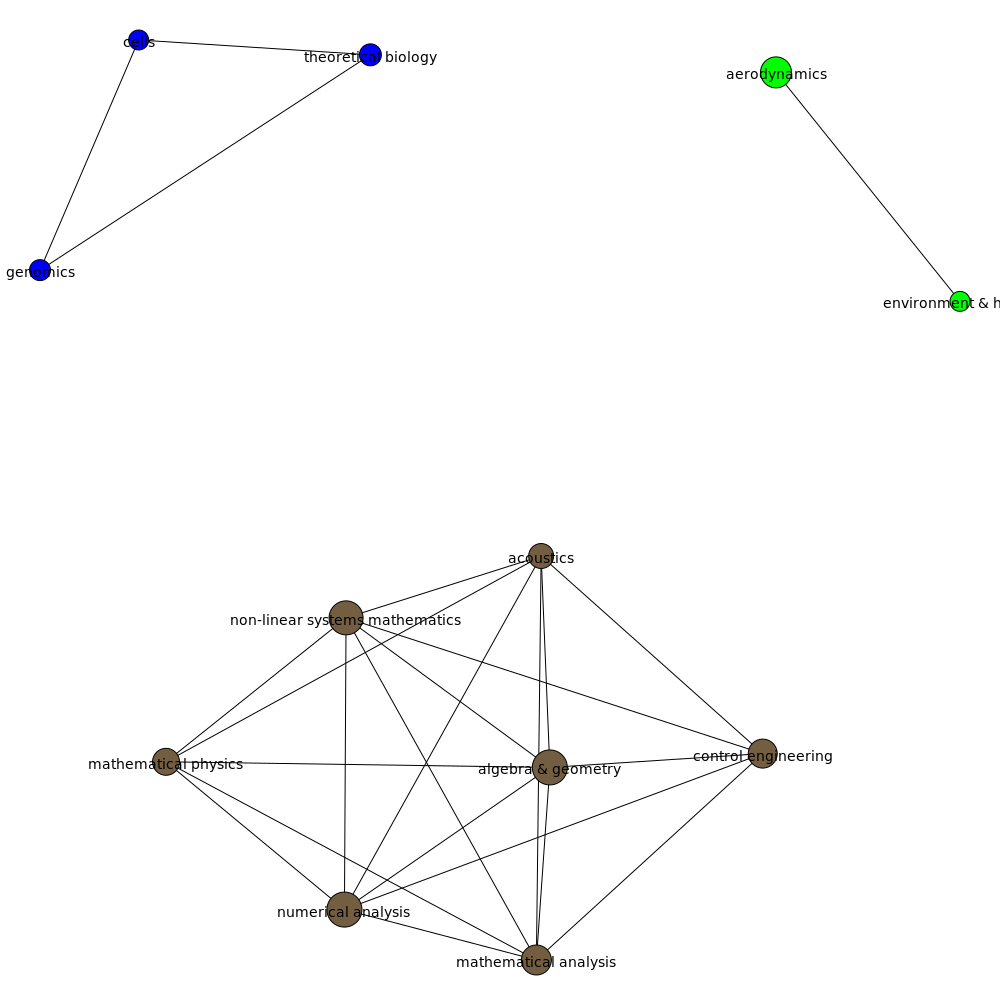 cells
theoretical biology
aerodynamics
genomics
environment & h
acoustics
non-linear systems mathematics
mathematical physics
algebra & geometry
control engineering
numerical analysis
mathematical analysis